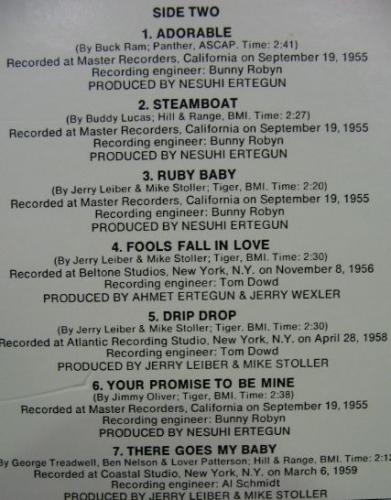 SIDE TWO
1. ADORABLE
(By Buck Ram; Panther, ASCAP. Time: 2:41)
Recorded at Master Recorders, California on September 19, 1955
Recording engineer: Bunny Robyn
PRODUCED BY NESUHI ERTEGUN
2. STEAMBOAT
(By Buddy Lucas; Hill & Range, BMI. Time: 2:27)
Recorded at Master Recorders, California on September 19, 1955
Recording engineer: Bunny Robyn
PRODUCED BY NESUHI ERTEGUN
3. RUBY BABY
(By Jerry Leiber & Mike Stoller; Tiger, BMI. Time: 2:20)
Recorded at Master Recorders, California on September 19, 1955
Recording engineer: Bunny Robyn
PRODUCED BY NESUHI ERTEGUN
4. FOOLS FALL IN LOVE
(By Jerry Leiber & Mike Stoller; Tiger, BMI. Time: 2:30)
Recorded at Beltone Studios, New York, N.Y. on November 8, 1956
Recording engineer: Tom Dowd
PRODUCED BY AHMET ERTEGUN & JERRY WEXLER
5. DRIP DROP
(By Jerry Leiber & Mike Stoller; Tiger, BMI. Time: 2:30)
Recorded at Atlantic Recording Studio, New York, N.Y. on April 28, 1958
Recording engineer: Tom Dowd
PRODUCED BY JERRY LEIBER & MIKE STOLLER
6. YOUR PROMISE TO BE MINE
(By Jimmy Oliver; Tiger, BMI. Time: 2:38)
Recorded at Master Recorders, California on September 19, 1955
Recording engineer: Bunny Robyn
PRODUCED BY NESUHI ERTEGUN
7. THERE GOES MY BABY
By George Treadwell, Ben Nelson & Lover Patterson; Hill & Range, BMI. Time: 2:12
Recorded at Coastal Studio, New York, N.Y. on March 6, 1959
Recording engineer: Al Schmidt
PRODUCED BY JERRY LEIBER & MIKE STOLLER